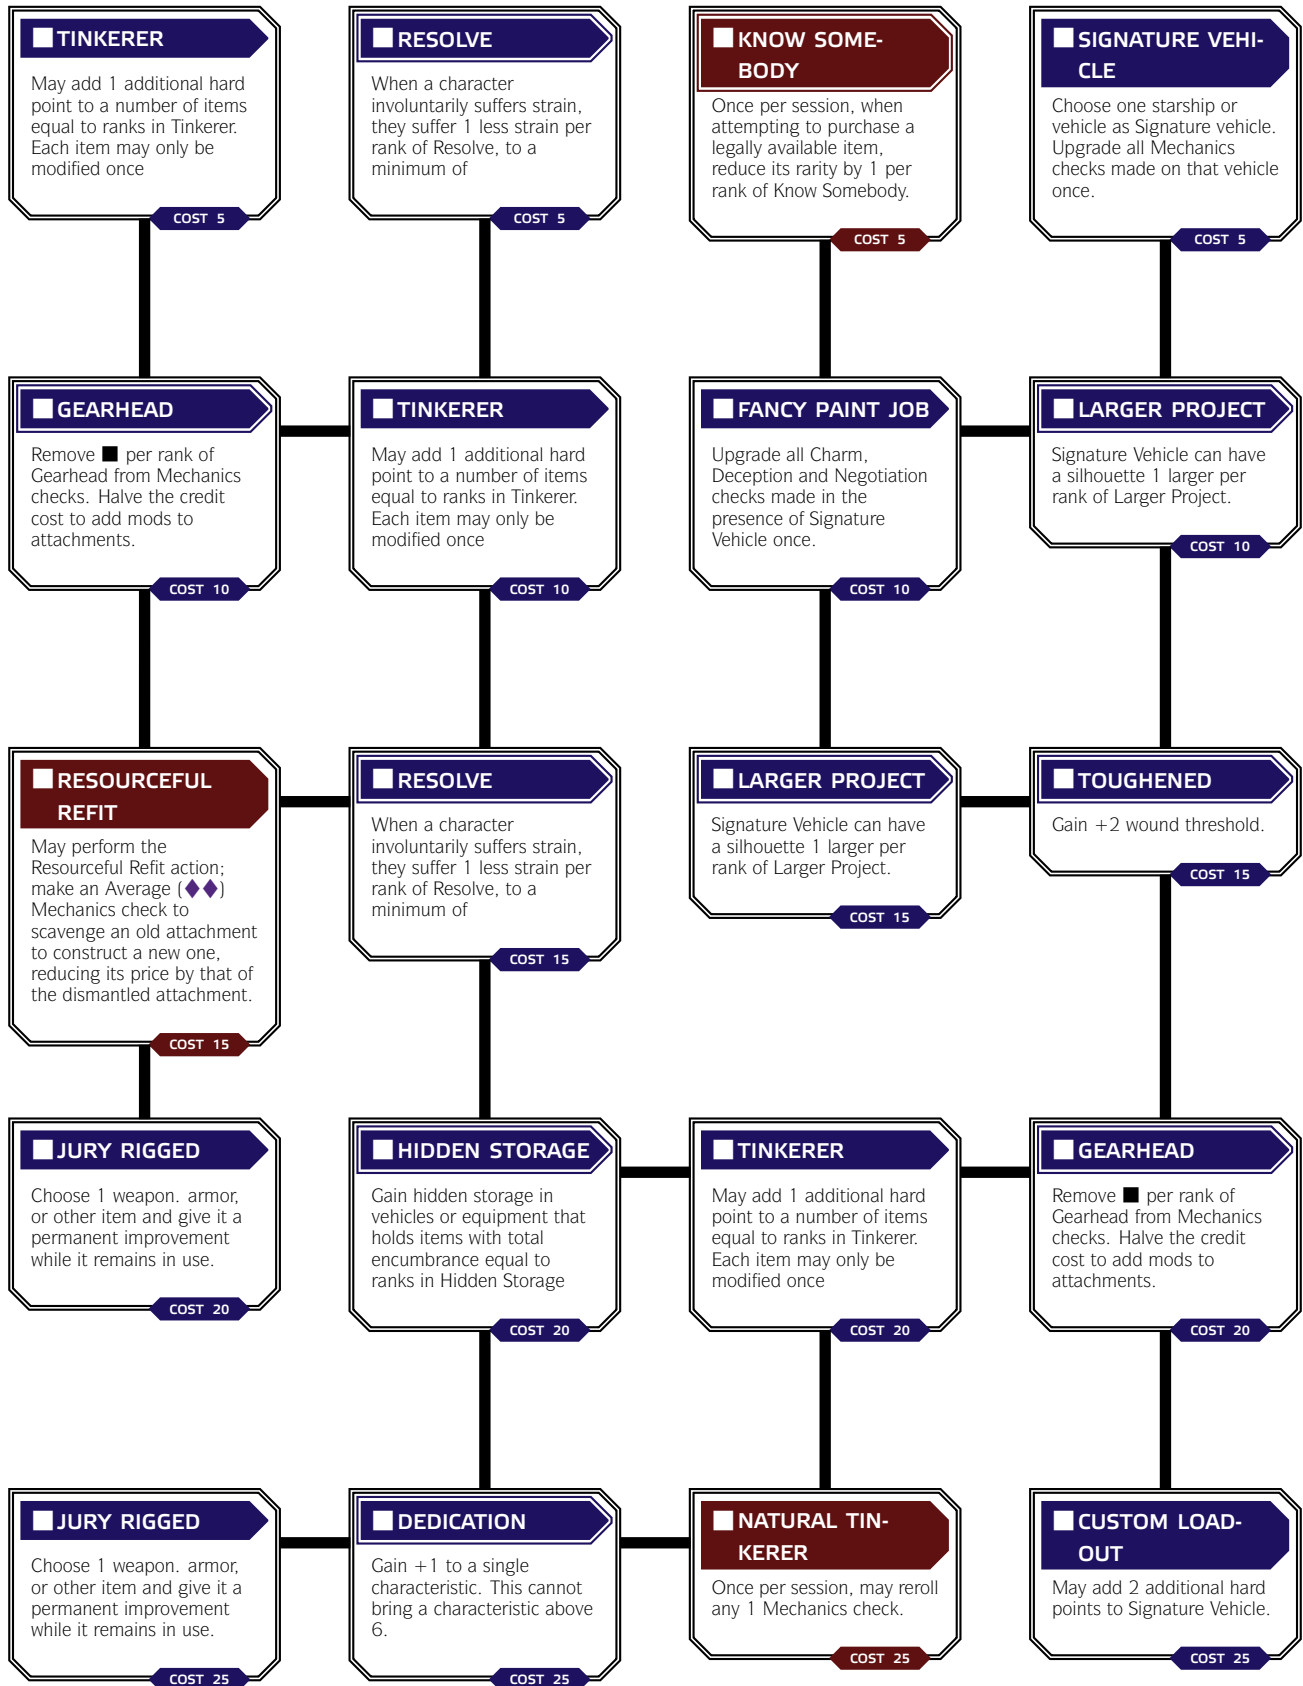 TINKERER
May add 1 additional hard
point to a number of items
equal to ranks in Tinkerer.
Each item may only be
modified once
COST 5
RESOLVE
When a character
involuntarily suffers strain,
they suffer 1 less strain per
rank of Resolve, to a
minimum of
COST 5
KNOW SOME-
BODY
Once per session, when
attempting to purchase a
legally available item,
reduce its rarity by 1 per
rank of Know Somebody.
COST 5
SIGNATURE VEHI-
CLE
Choose one starship or
vehicle as Signature vehicle.
Upgrade all Mechanics
checks made on that vehicle
once.
COST 5
GEARHEAD
Remove ■ per rank of
Gearhead from Mechanics
checks. Halve the credit
cost to add mods to
attachments.
COST 10
TINKERER
May add 1 additional hard
point to a number of items
equal to ranks in Tinkerer.
Each item may only be
modified once
COST 10
FANCY PAINT JOB
Upgrade all Charm,
Deception and Negotiation
checks made in the
presence of Signature
Vehicle once.
COST 10
LARGER PROJECT
Signature Vehicle can have
a silhouette 1 larger per
rank of Larger Project.
COST 10
RESOURCEFUL
REFIT
May perform the
Resourceful Refit action;
make an Average (♦♦)
Mechanics check to
scavenge an old attachment
to construct a new one,
reducing its price by that of
the dismantled attachment.
COST 15
RESOLVE
When a character
involuntarily suffers strain,
they suffer 1 less strain per
rank of Resolve, to a
minimum of
COST 15
LARGER PROJECT
Signature Vehicle can have
a silhouette 1 larger per
rank of Larger Project.
COST 15
TOUGHENED
Gain +2 wound threshold.
COST 15
JURY RIGGED
Choose 1 weapon. armor,
or other item and give it a
permanent improvement
while it remains in use.
COST 20
HIDDEN STORAGE
Gain hidden storage in
vehicles or equipment that
holds items with total
encumbrance equal to
ranks in Hidden Storage
COST 20
TINKERER
May add 1 additional hard
point to a number of items
equal to ranks in Tinkerer.
Each item may only be
modified once
COST 20
GEARHEAD
Remove ■ per rank of
Gearhead from Mechanics
checks. Halve the credit
cost to add mods to
attachments.
COST 20
JURY RIGGED
Choose 1 weapon. armor,
or other item and give it a
permanent improvement
while it remains in use.
COST 25
DEDICATION
Gain +1 to a single
characteristic. This cannot
bring a characteristic above
6.
COST 25
NATURAL TIN-
KERER
Once per session, may reroll
any 1 Mechanics check.
COST 25
CUSTOM LOAD-
OUT
May add 2 additional hard
points to Signature Vehicle.
COST 25